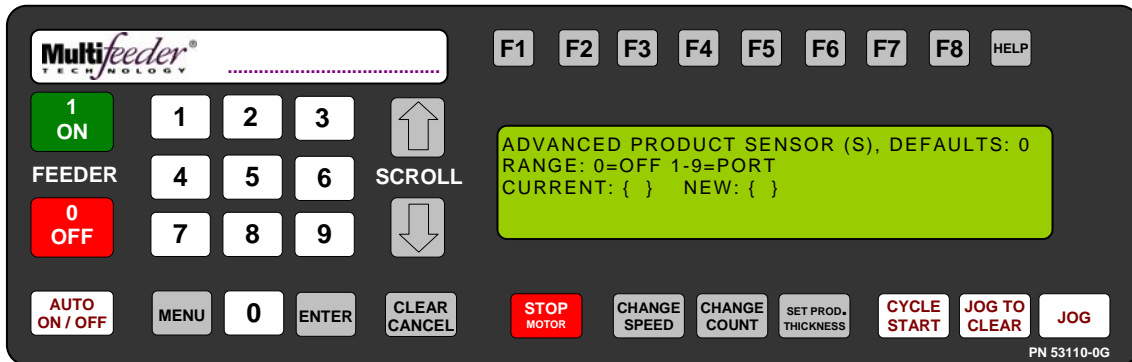 Multifeeder®
TECHNOLOGY
F1 F2 F3 F4 F5 F6 F7 F8 HELP
1
ON
FEEDER
0
OFF
1 2 3
4 5 6
7 8 9
SCROLL
ADVANCED PRODUCT SENSOR (S), DEFAULTS: 0
RANGE: 0=OFF 1-9=PORT
CURRENT: { } NEW: { }
AUTO
ON / OFF
MENU
0
ENTER
CLEAR
CANCEL
STOP
MOTOR
CHANGE
SPEED
CHANGE
COUNT
SET PROD.
THICKNESS
CYCLE
START
JOG TO
CLEAR
JOG
PN 53110-0G